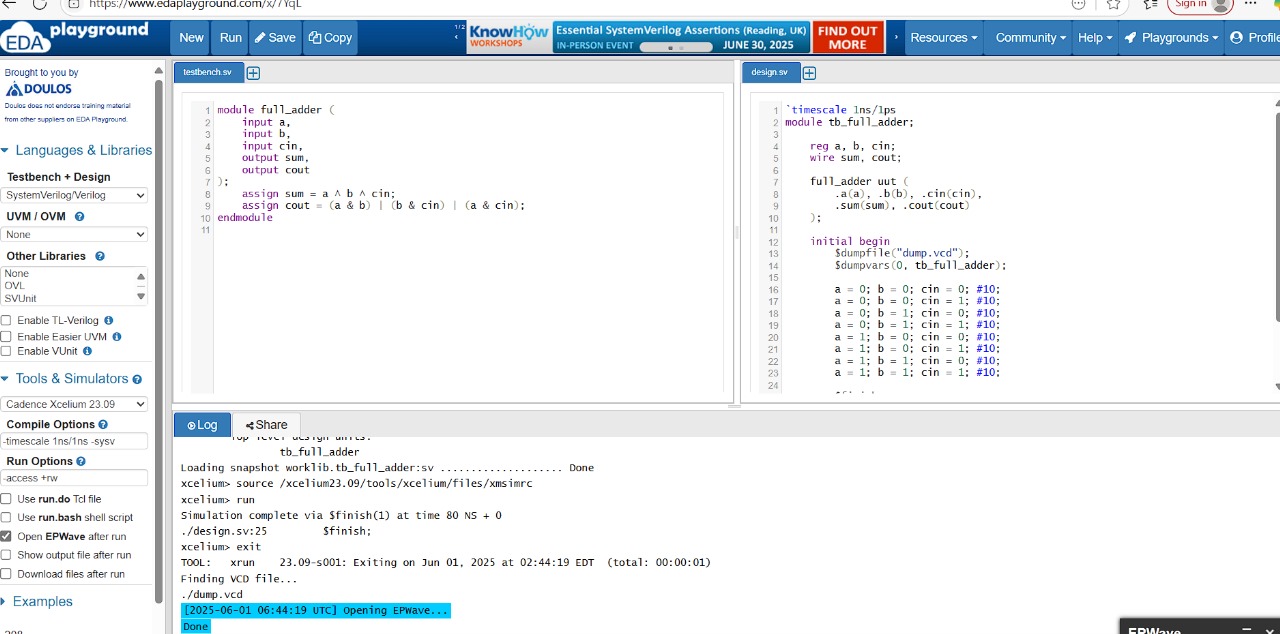 https://www.edaplayground.com/x/7YqL
Sign in
EDA playground
New
Run
Save
Copy
1/2
KnowHow
WORKSHOPS
Essential SystemVerilog Assertions (Reading, UK)
IN-PERSON EVENT
JUNE 30, 2025
FIND OUT
MORE
Resources
Community
Help
Playgrounds
Profile
Brought to you by
DOULOS
Doulos does not endorse training material
from other suppliers on EDA Playground.
Languages & Libraries
Testbench + Design
SystemVerilog/Verilog
UVM / OVM
None
Other Libraries
None
OVL
SVUnit
Enable TL-Verilog
Enable Easier UVM
Enable VUnit
Tools & Simulators
Cadence Xcelium 23.09
Compile Options
-timescale 1ns/1ns -sysv
Run Options
-access +rw
Use run.do Tcl file
Use run.bash shell script
Open EPWave after run
Show output file after run
Download files after run
Examples
testbench.sv
1 module full_adder (
2 input a,
3 input b,
4 input cin,
5 output sum,
6 output cout
7 );
8 assign sum = a ^ b ^ cin;
9 assign cout = (a & b) | (b & cin) | (a & cin);
10 endmodule
11
design.sv
1 `timescale 1ns/1ps
2 module tb_full_adder;
3
4 reg a, b, cin;
5 wire sum, cout;
6
7 full_adder uut (
8 .a(a), .b(b), .cin(cin),
9 .sum(sum), .cout(cout)
10 );
11
12 initial begin
13 $dumpfile("dump.vcd");
14 $dumpvars(0, tb_full_adder);
15
16 a = 0; b = 0; cin = 0; #10;
17 a = 0; b = 0; cin = 1; #10;
18 a = 0; b = 1; cin = 0; #10;
19 a = 0; b = 1; cin = 1; #10;
20 a = 1; b = 0; cin = 0; #10;
21 a = 1; b = 0; cin = 1; #10;
22 a = 1; b = 1; cin = 0; #10;
23 a = 1; b = 1; cin = 1; #10;
24
Log
Share
Top level design units:
tb_full_adder
Loading snapshot worklib.tb_full_adder:sv .................... Done
xcelium> source /xcelium23.09/tools/xcelium/files/xmsimrc
xcelium> run
Simulation complete via $finish(1) at time 80 NS + 0
./design.sv:25 $finish;
xcelium> exit
TOOL: xrun 23.09-s001: Exiting on Jun 01, 2025 at 02:44:19 EDT (total: 00:00:01)
Finding VCD file...
./dump.vcd
[2025-06-01 06:44:19 UTC] Opening EPWave...
Done
EPWave